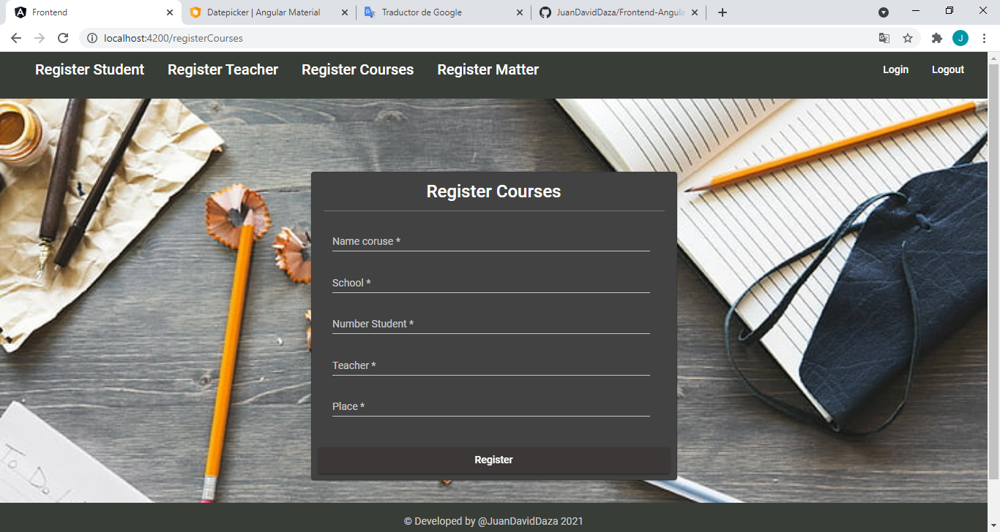 Frontend
Datepicker | Angular Material
Traductor de Google
JuanDavidDaza/Frontend-Angula
localhost:4200/registerCourses
J
Register Student Register Teacher Register Courses Register Matter Login Logout
Register Courses
Name coruse *
School *
Number Student *
Teacher *
Place *
Register
To Do
© Developed by @JuanDavidDaza 2021